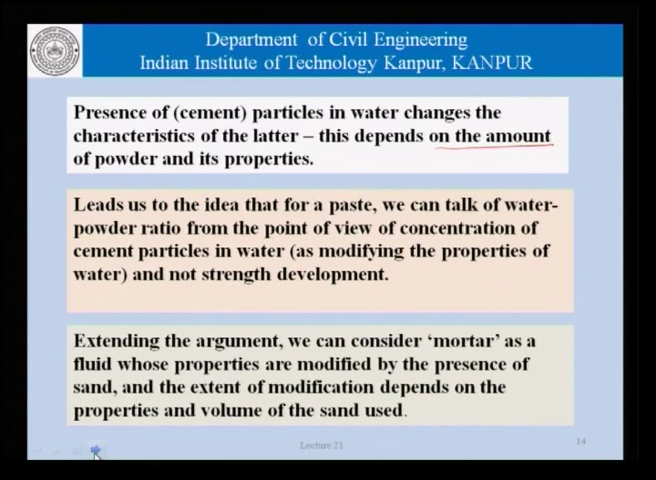 Department of Civil Engineering
Indian Institute of Technology Kanpur, KANPUR
Presence of (cement) particles in water changes the
characteristics of the latter – this depends on the amount
of powder and its properties.
Leads us to the idea that for a paste, we can talk of water-
powder ratio from the point of view of concentration of
cement particles in water (as modifying the properties of
water) and not strength development.
Extending the argument, we can consider ‘mortar’ as a
fluid whose properties are modified by the presence of
sand, and the extent of modification depends on the
properties and volume of the sand used.
Lecture 21
14